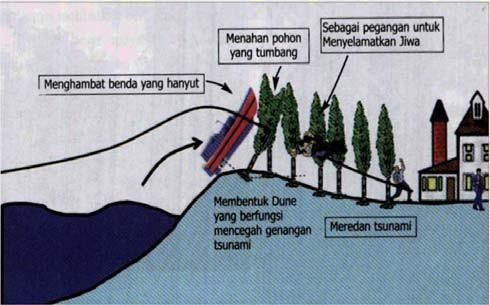 Menahan pohon
yang tumbang
Sebagai pegangan untuk
Menyelamatkan Jiwa
Menghambat benda yang hanyut
Membentuk Dune
yang berfungsi
mencegah genangan
tsunami
Meredan tsunami